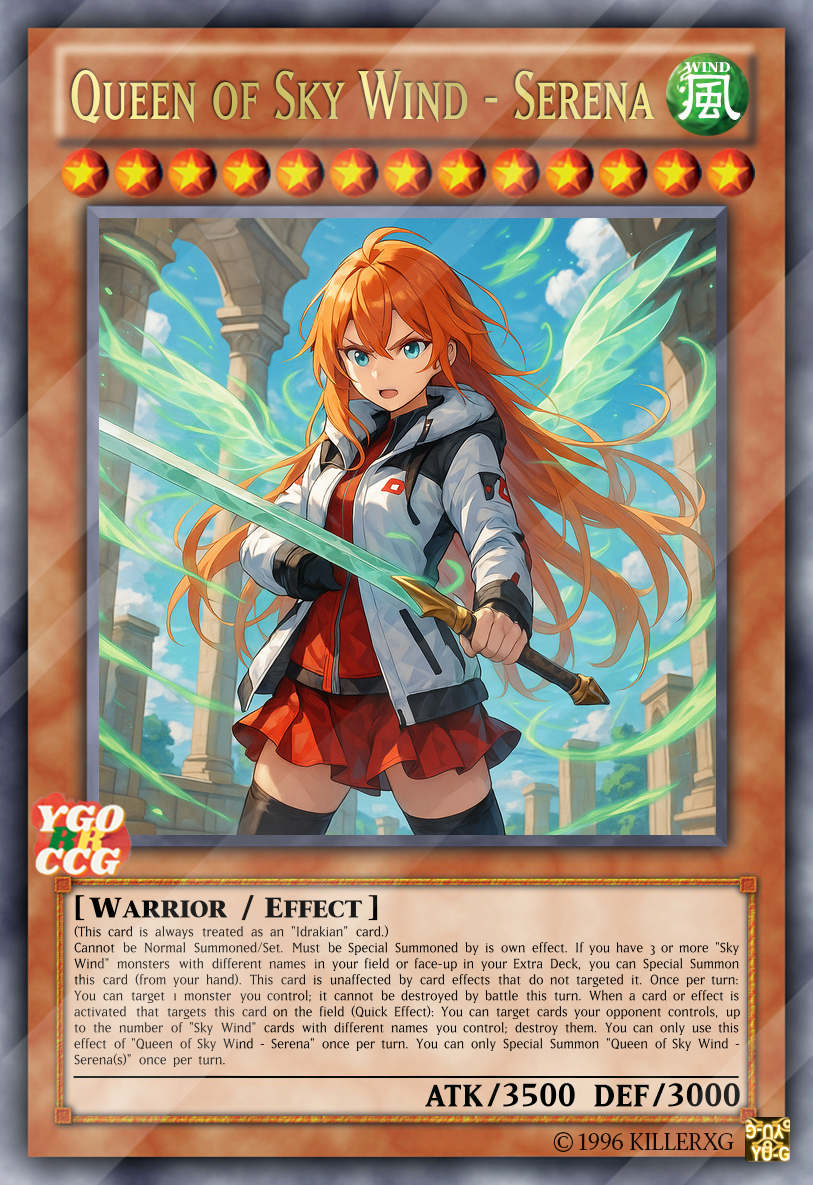 Queen of Sky Wind - Serena
WIND
風
YGO
RR
CCG
[ Warrior / Effect ]
(This card is always treated as an "Idrakian" card.)
Cannot be Normal Summoned/Set. Must be Special Summoned by is own effect. If you have 3 or more "Sky
Wind" monsters with different names in your field or face-up in your Extra Deck, you can Special Summon
this card (from your hand). This card is unaffected by card effects that do not targeted it. Once per turn:
You can target 1 monster you control; it cannot be destroyed by battle this turn. When a card or effect is
activated that targets this card on the field (Quick Effect): You can target cards your opponent controls, up
to the number of "Sky Wind" cards with different names you control; destroy them. You can only use this
effect of "Queen of Sky Wind - Serena" once per turn. You can only Special Summon "Queen of Sky Wind -
Serena(s)" once per turn.
ATK/3500 DEF/3000
© 1996 KILLERXG